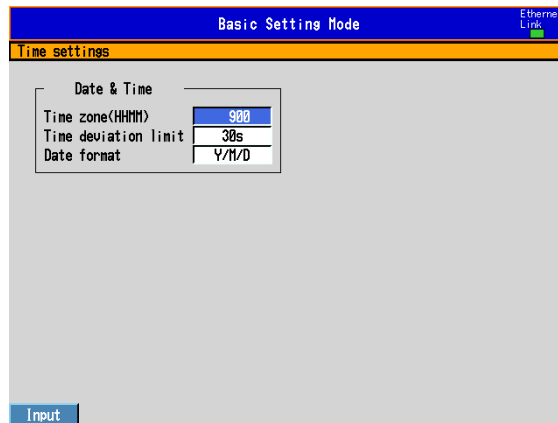 Basic Setting Mode
Etherne
Link
Time settings
Date & Time
Time zone(HHMM) 900
Time deviation limit 30s
Date format Y/M/D
Input